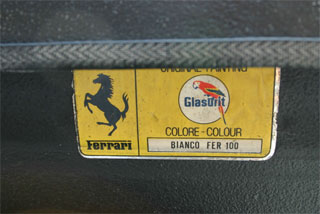 ORIGINAL PAINTING
Glasurit
COLORE-COLOUR
Ferrari
BIANCO FER 100